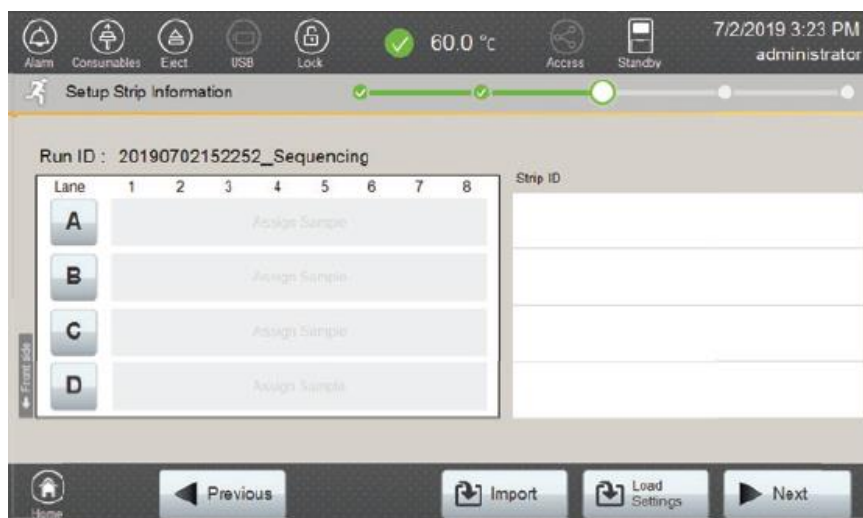 60.0 °c
7/2/2019 3:23 PM
administrator
Alarm Consumables Eject USB Lock Access Standby
Setup Strip Information
Run ID : 20190702152252_Sequencing
Lane 1 2 3 4 5 6 7 8
Strip ID
A Assign Sample
B Assign Sample
C Assign Sample
D Assign Sample
Front side
Home
Previous
Import
Load
Settings
Next